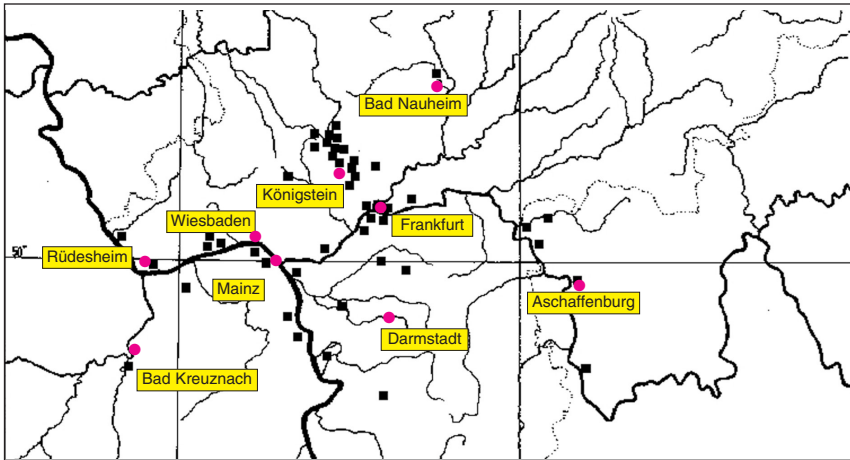 Bad Nauheim
Königstein
Wiesbaden
Frankfurt
50°
Rüdesheim
Mainz
Aschaffenburg
Darmstadt
Bad Kreuznach